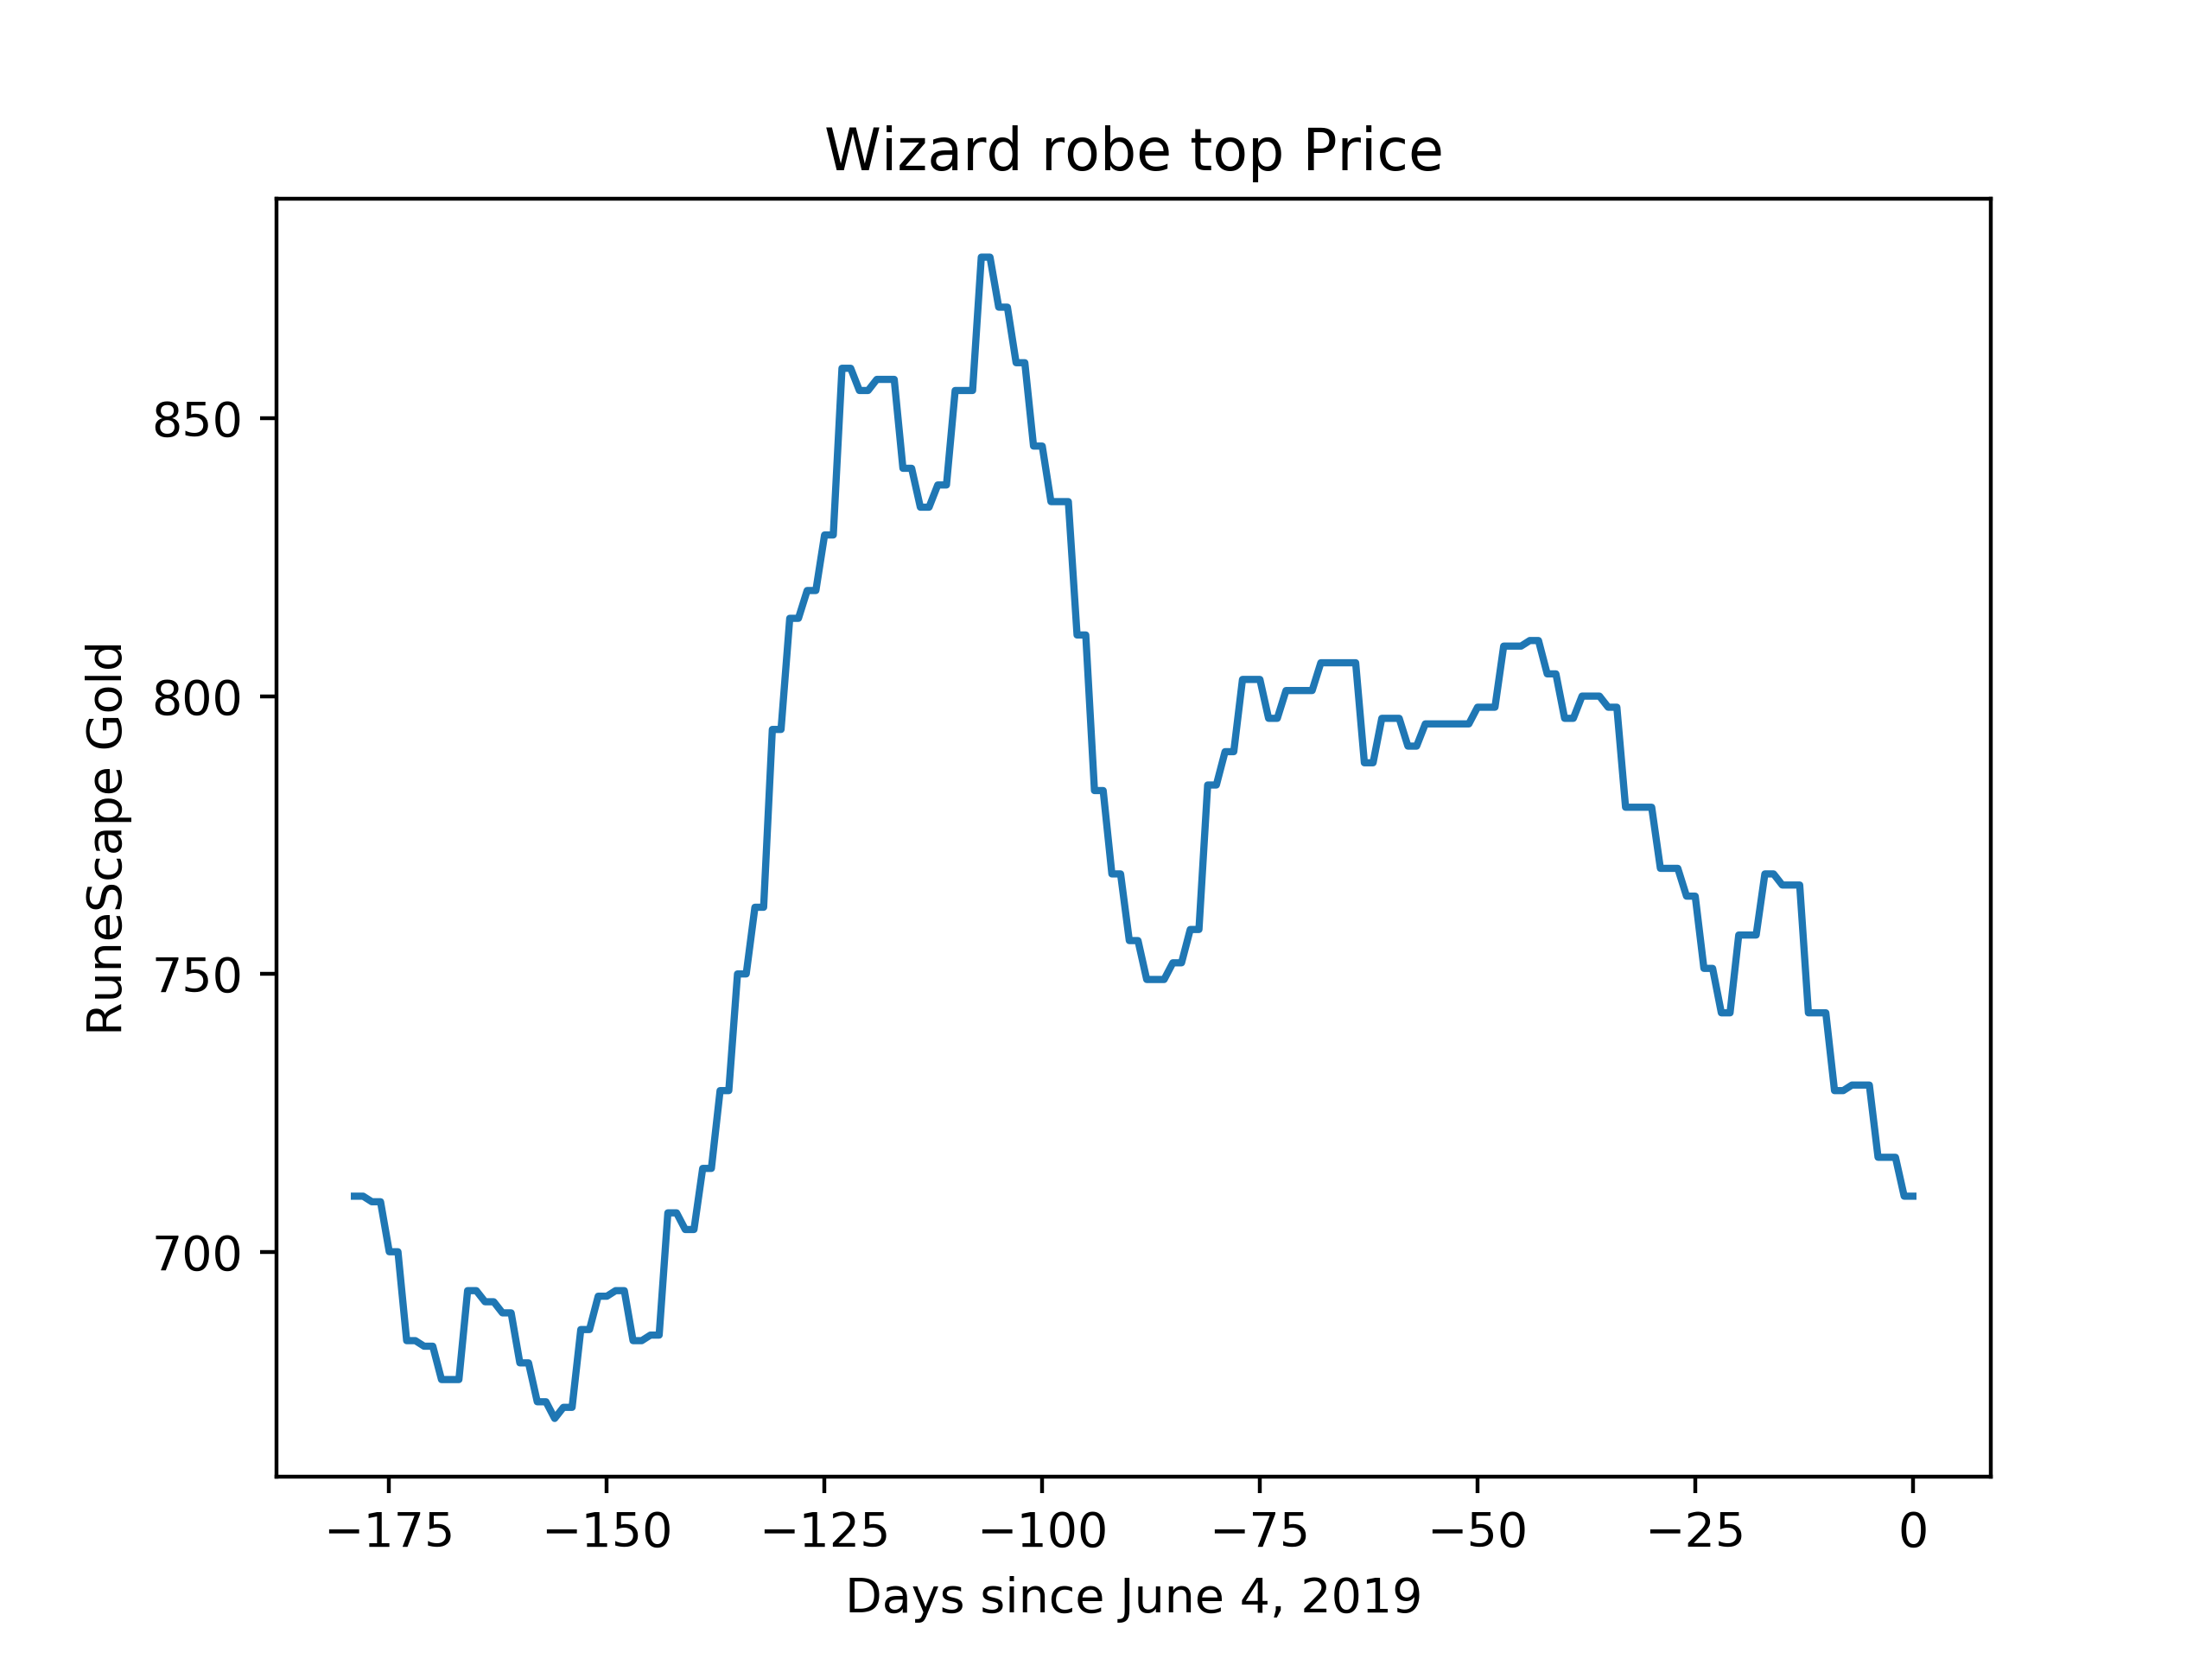 Wizard robe top Price
RuneScape Gold
850
800
750
700
−175 −150 −125 −100 −75 −50 −25 0
Days since June 4, 2019